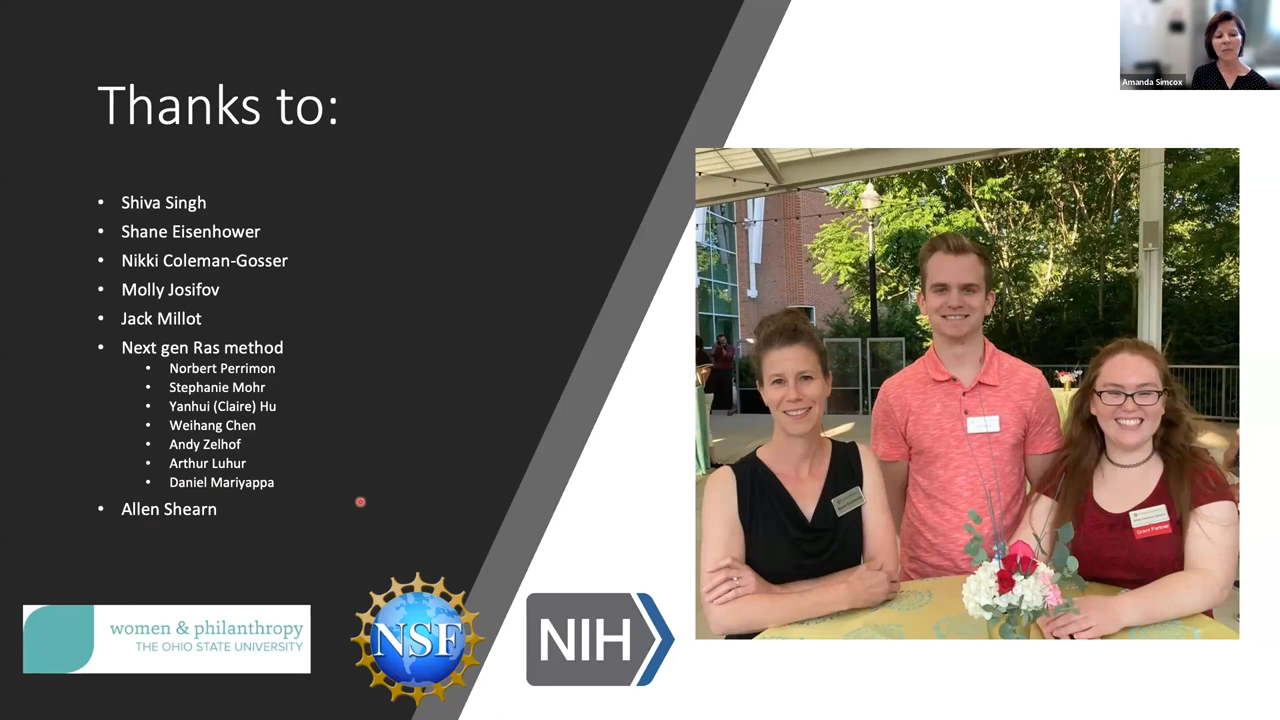 Thanks to:
Amanda Simcox
• Shiva Singh
• Shane Eisenhower
• Nikki Coleman-Gosser
• Molly Josifov
• Jack Millot
• Next gen Ras method
• Norbert Perrimon
• Stephanie Mohr
• Yanhui (Claire) Hu
• Weihang Chen
• Andy Zelhof
• Arthur Luhur
• Daniel Mariyappa
• Allen Shearn
Grant Partner
women & philanthropy
THE OHIO STATE UNIVERSITY
NSF
NIH